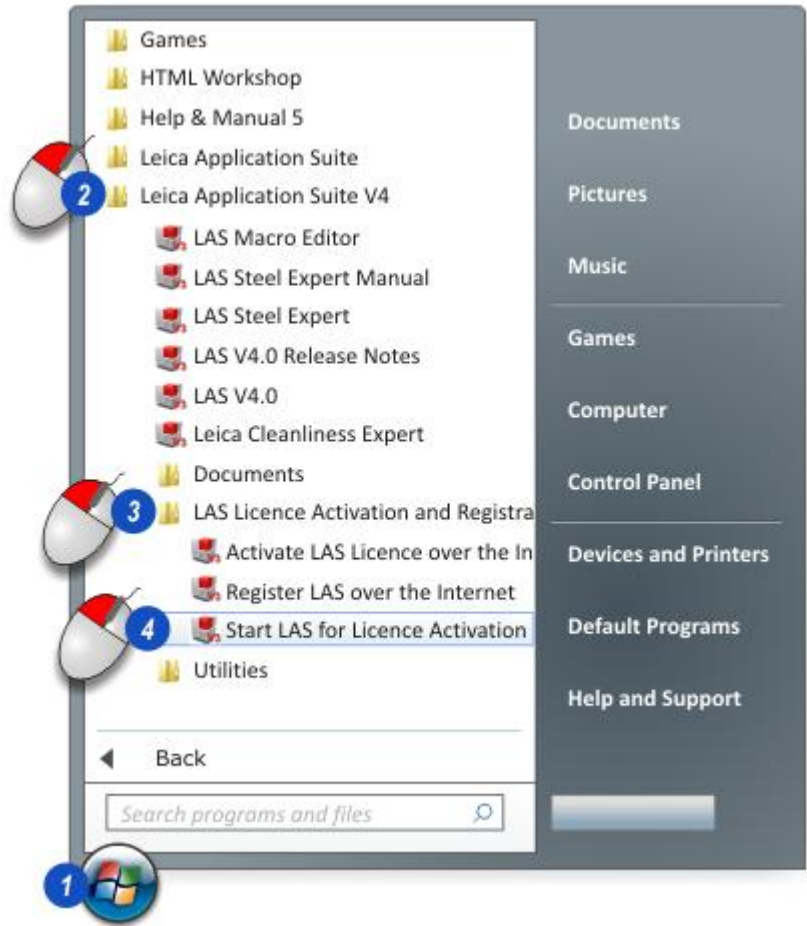 Games
HTML Workshop
Help & Manual 5
Leica Application Suite
2
Leica Application Suite V4
LAS Macro Editor
LAS Steel Expert Manual
LAS Steel Expert
LAS V4.0 Release Notes
LAS V4.0
Leica Cleanliness Expert
Documents
3
LAS Licence Activation and Registra
Activate LAS Licence over the In
Register LAS over the Internet
4
Start LAS for Licence Activation
Utilities
Back
Search programs and files
1
Documents
Pictures
Music
Games
Computer
Control Panel
Devices and Printers
Default Programs
Help and Support